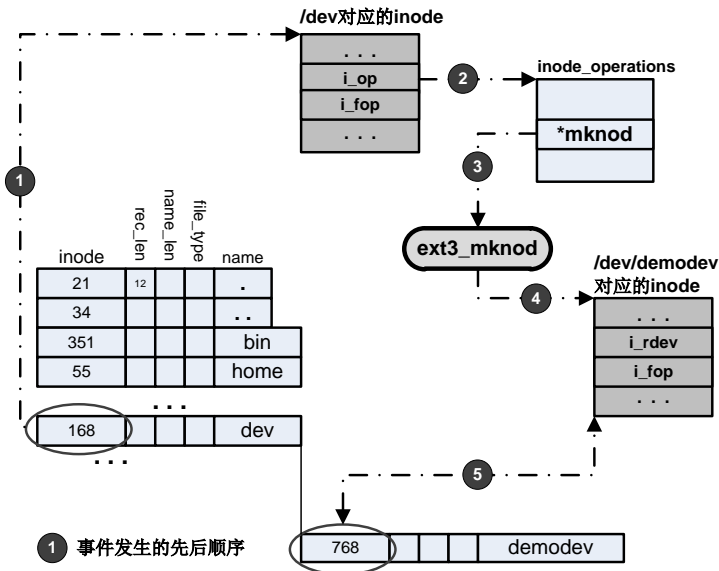 /dev对应的inode
. . .
i_op
i_fop
. . .
2
inode_operations
*mknod
1
3
ext3_mknod
/dev/demodev
对应的inode
4
. . .
i_rdev
i_fop
. . .
inode rec_len name_len file_type name
21 12 .
34 . .
351 bin
55 home
. . .
168 dev
. . .
5
1 事件发生的先后顺序
768 demodev